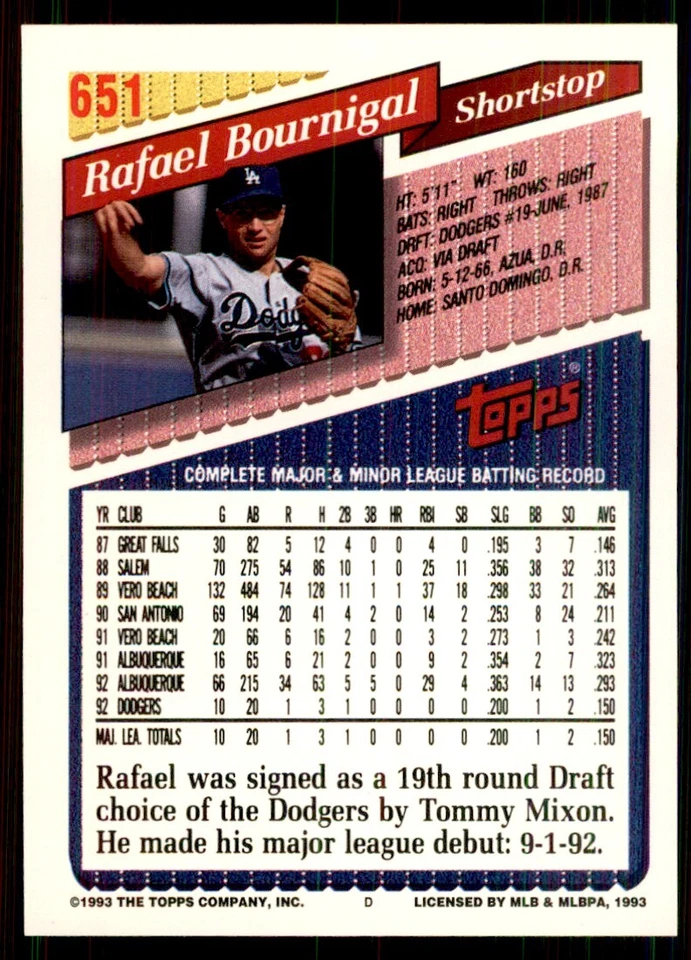 651
Rafael Bournigal
Shortstop
LA
Dodg
HT: 5'11" WT: 160
BATS: RIGHT THROWS: RIGHT
DRFT: DODGERS #19-JUNE, 1987
ACQ: VIA DRAFT
BORN: 5-12-66, AZUA, D.R.
HOME: SANTO DOMINGO, D.R.
topps®
COMPLETE MAJOR & MINOR LEAGUE BATTING RECORD
YR CLUB G AB R H 2B 3B HR RBI SB SLG BB SO AVG
87 GREAT FALLS 30 82 5 12 4 0 0 4 0 .195 3 7 .146
88 SALEM 70 275 54 86 10 1 0 25 11 .356 38 32 .313
89 VERO BEACH 132 484 74 128 11 1 1 37 18 .298 33 21 .264
90 SAN ANTONIO 69 194 20 41 4 2 0 14 2 .253 8 24 .211
91 VERO BEACH 20 66 6 16 2 0 0 3 2 .273 1 3 .242
91 ALBUQUERQUE 16 65 6 21 2 0 0 9 2 .354 2 7 .323
92 ALBUQUERQUE 66 215 34 63 5 5 0 29 4 .363 14 13 .293
92 DODGERS 10 20 1 3 1 0 0 0 0 .200 1 2 .150
MAJ. LEA. TOTALS 10 20 1 3 1 0 0 0 0 .200 1 2 .150
Rafael was signed as a 19th round Draft
choice of the Dodgers by Tommy Mixon.
He made his major league debut: 9-1-92.
©1993 THE TOPPS COMPANY, INC. D LICENSED BY MLB & MLBPA, 1993